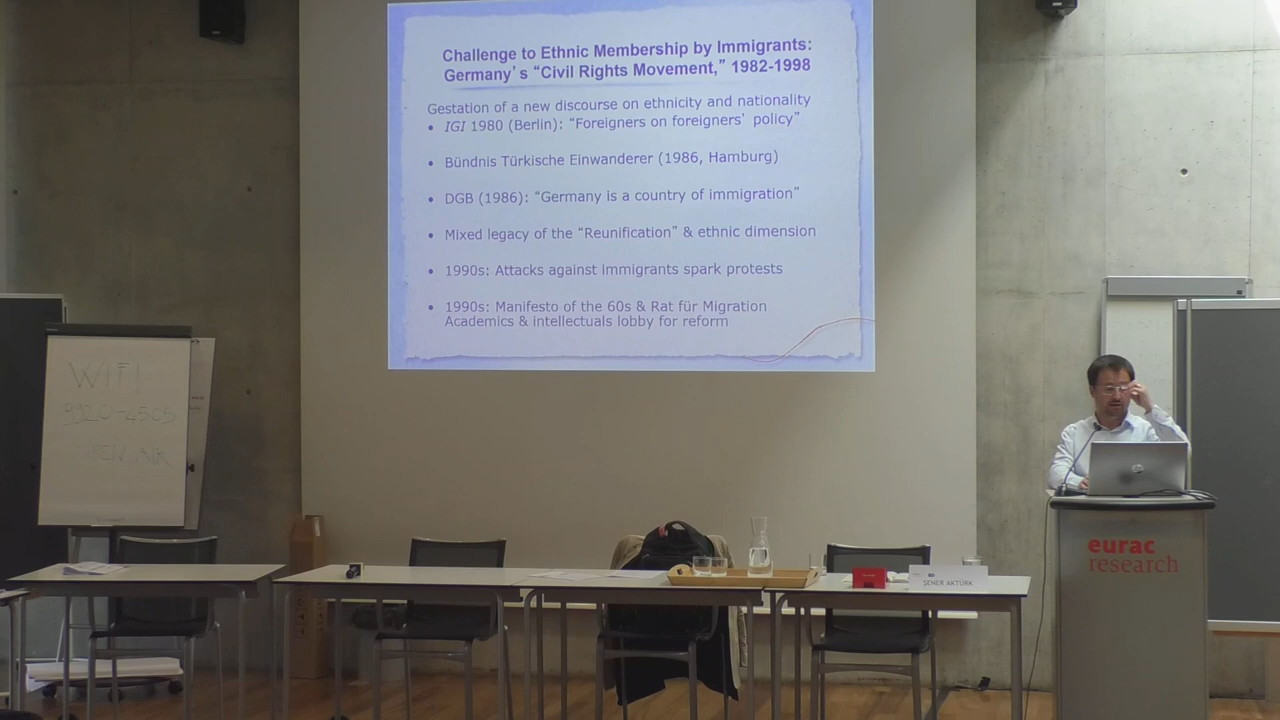 Challenge to Ethnic Membership by Immigrants:
Germany's “Civil Rights Movement,” 1982-1998
Gestation of a new discourse on ethnicity and nationality
• IGI 1980 (Berlin): “Foreigners on foreigners' policy”
• Bündnis Türkische Einwanderer (1986, Hamburg)
• DGB (1986): “Germany is a country of immigration”
• Mixed legacy of the “Reunification” & ethnic dimension
• 1990s: Attacks against immigrants spark protests
• 1990s: Manifesto of the 60s & Rat für Migration
Academics & intellectuals lobby for reform
WIFI
eurac
research
ŞENER AKTÜRK